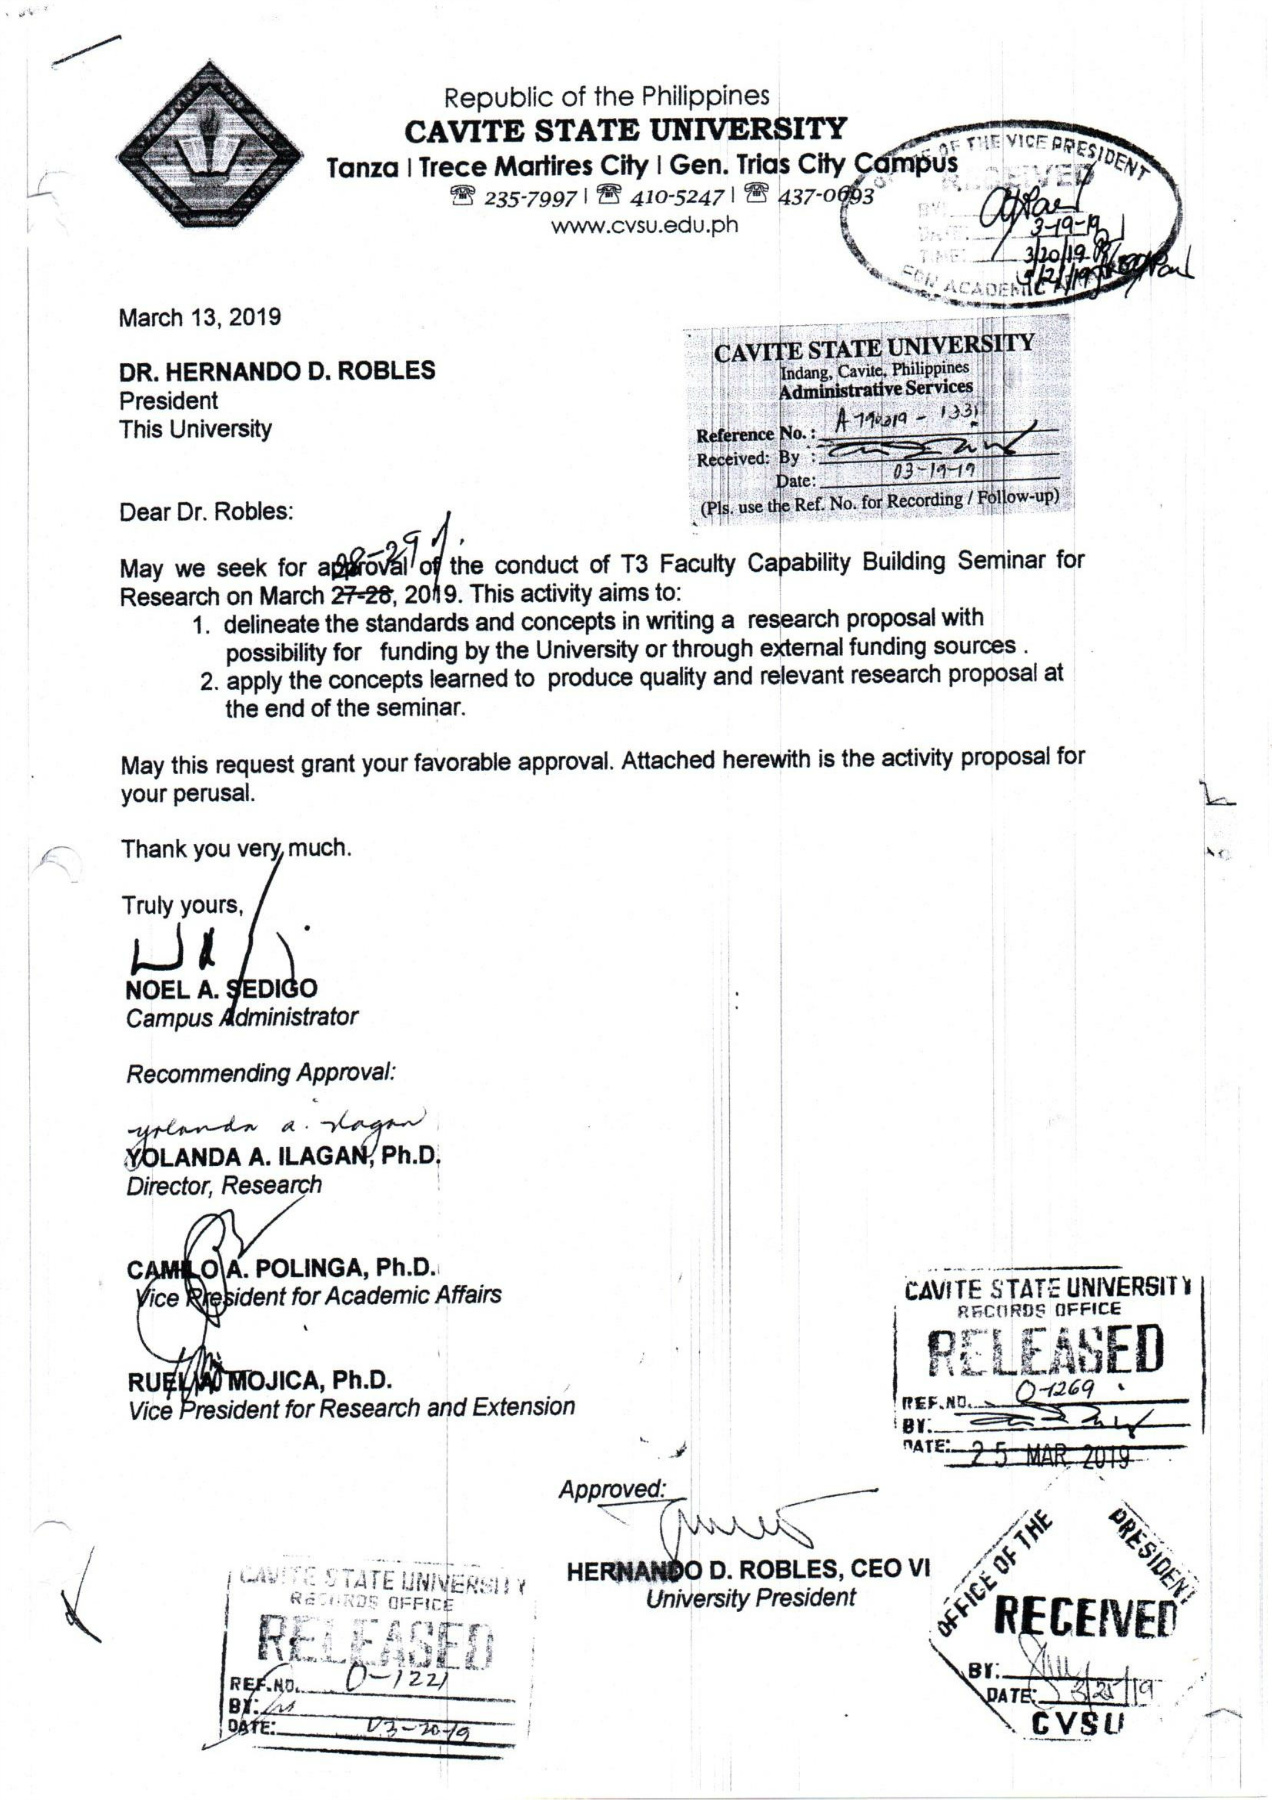 Republic of the Philippines
CAVITE STATE UNIVERSITY
Tanza | Trece Martires City | Gen. Trias City Campus
☎ 235-7997 | ☎ 410-5247 | ☎ 437-0693
www.cvsu.edu.ph
OFFICE OF THE VICE PRESIDENT
RECEIVED
BY:
DATE: 3-19-19
TIME: 3/20/19
FOR ACADEMIC
March 13, 2019
DR. HERNANDO D. ROBLES
President
This University
CAVITE STATE UNIVERSITY
Indang, Cavite, Philippines
Administrative Services
Reference No. :
Received: By :
Date: 03-19-19
(Pls. use the Ref. No. for Recording / Follow-up)
Dear Dr. Robles:
28-29
May we seek for approval of the conduct of T3 Faculty Capability Building Seminar for
Research on March 27-28, 2019. This activity aims to:
1. delineate the standards and concepts in writing a research proposal with
possibility for funding by the University or through external funding sources .
2. apply the concepts learned to produce quality and relevant research proposal at
the end of the seminar.
May this request grant your favorable approval. Attached herewith is the activity proposal for
your perusal.
Thank you very much.
Truly yours,
NOEL A. SEDIGO
Campus Administrator
Recommending Approval:
yolanda a. ilagan
YOLANDA A. ILAGAN, Ph.D.
Director, Research
CAMILO A. POLINGA, Ph.D.
Vice President for Academic Affairs
RUEL M. MOJICA, Ph.D.
Vice President for Research and Extension
CAVITE STATE UNIVERSITY
RECORDS OFFICE
RELEASED
REF.NO. 0-1269
BY:
DATE: 25 MAR 2019
Approved:
HERNANDO D. ROBLES, CEO VI
University President
CAVITE STATE UNIVERSITY
RECORDS OFFICE
RELEASED
REF.NO. 0-1221
BY:
DATE: 03-20-19
OFFICE OF THE PRESIDENT
RECEIVED
BY:
DATE: 3/25/19
CVSU